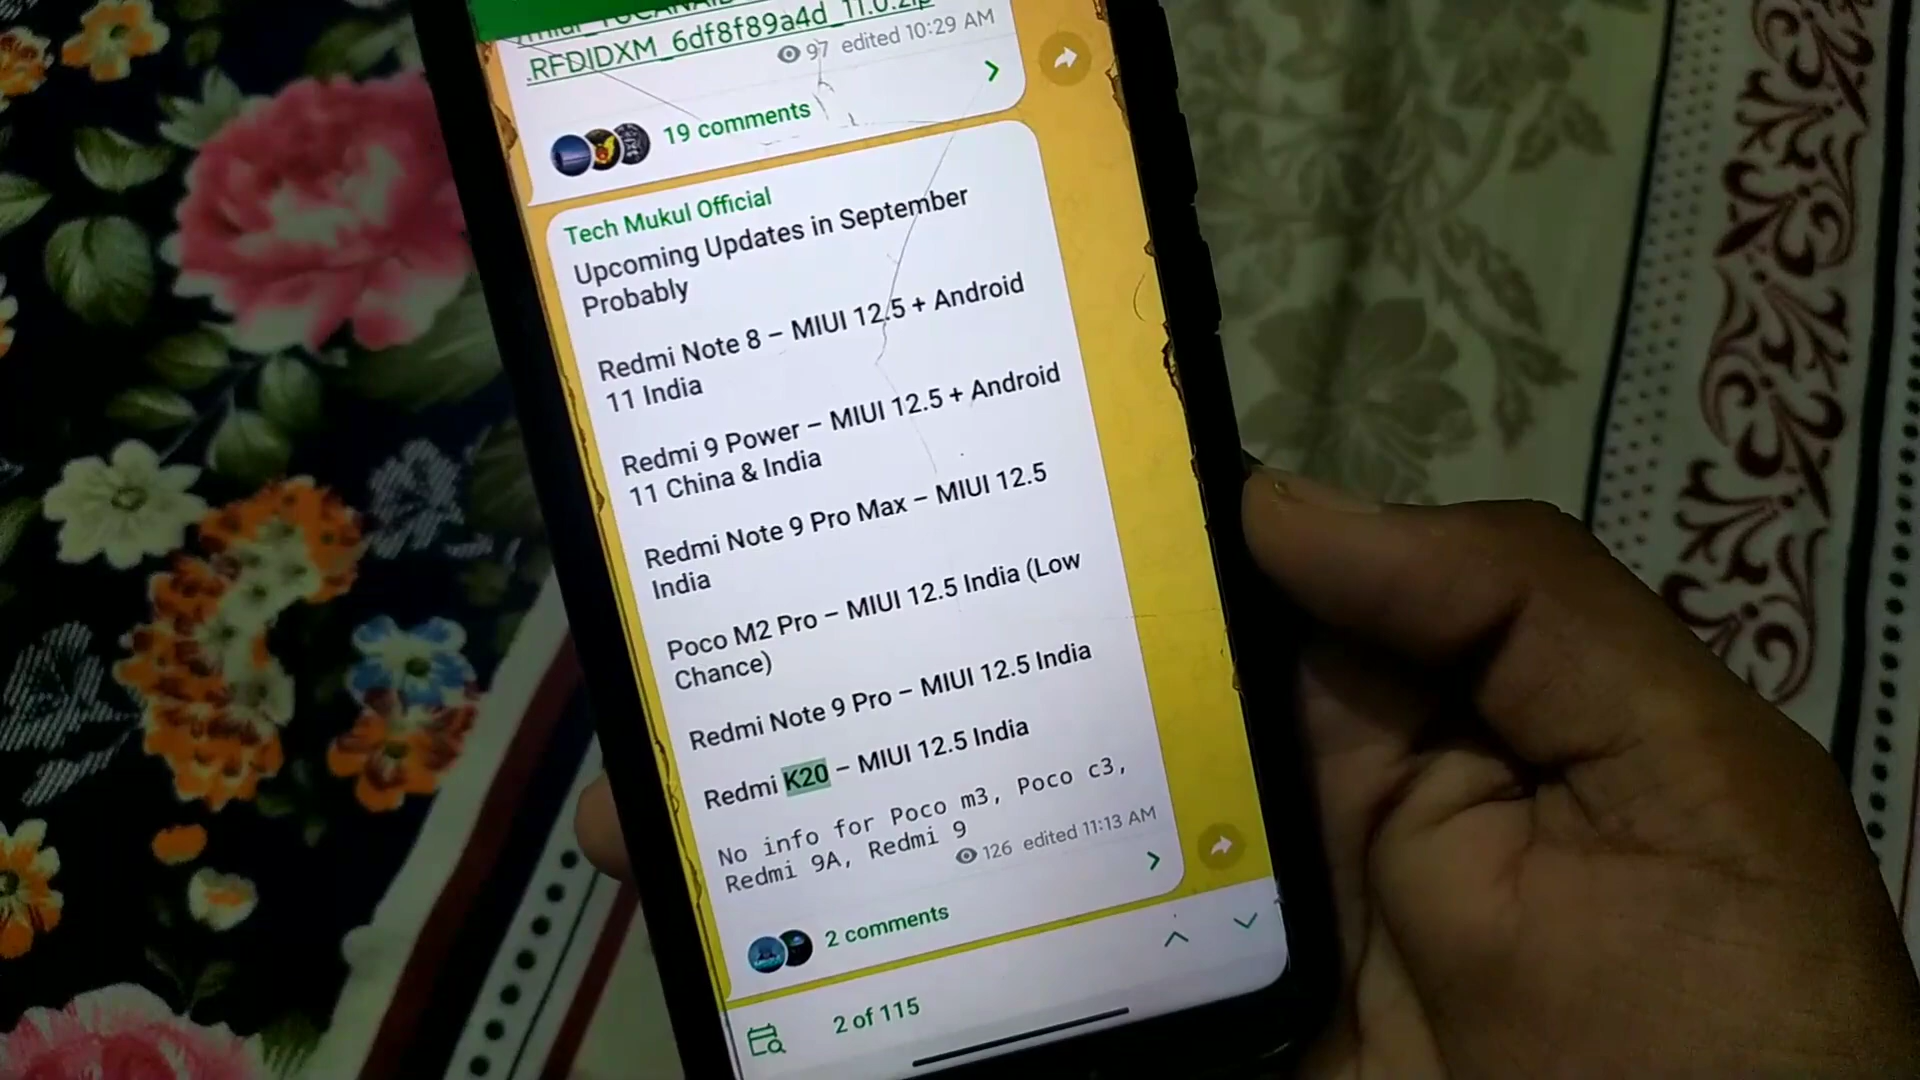 .RFDIDXM_6df8f89a4d_11.0.zip
97 edited 10:29 AM
19 comments
Tech Mukul Official
Upcoming Updates in September
Probably
Redmi Note 8 – MIUI 12.5 + Android
11 India
Redmi 9 Power – MIUI 12.5 + Android
11 China & India
Redmi Note 9 Pro Max – MIUI 12.5
India
Poco M2 Pro – MIUI 12.5 India (Low
Chance)
Redmi Note 9 Pro – MIUI 12.5 India
Redmi K20 – MIUI 12.5 India
No info for Poco m3, Poco c3,
Redmi 9A, Redmi 9
126 edited 11:13 AM
2 comments
2 of 115